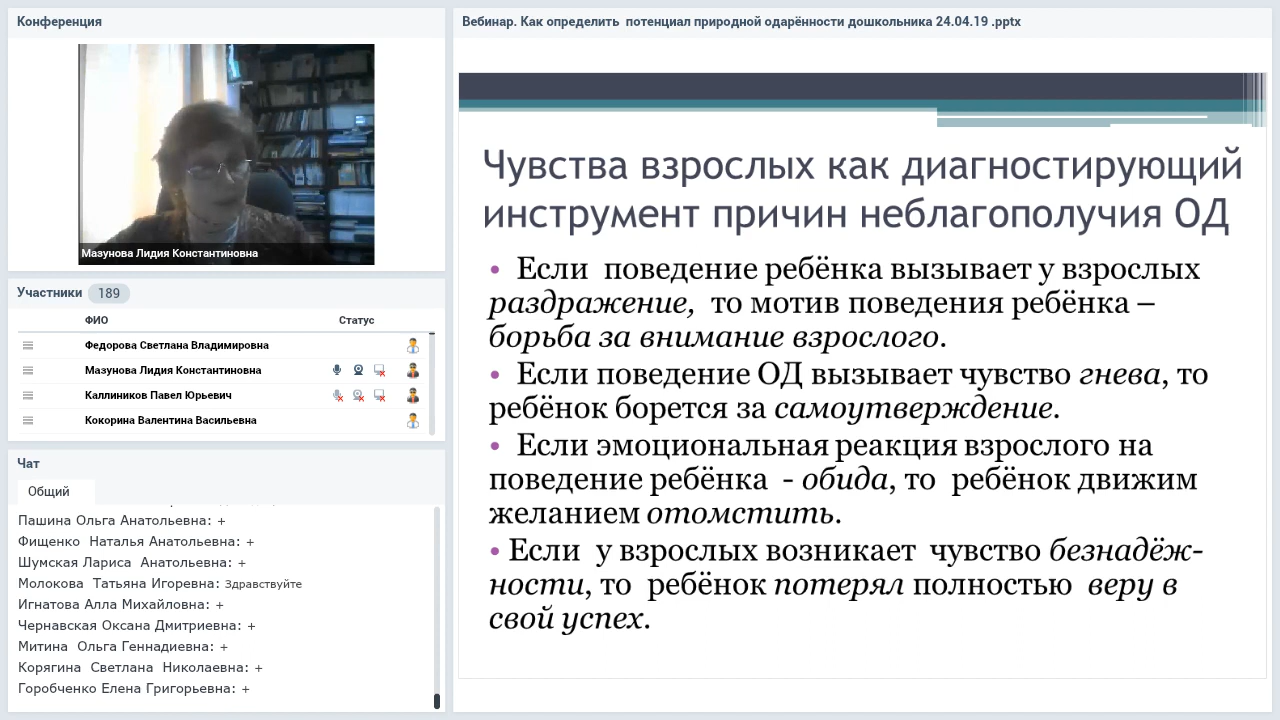 Конференция
Мазунова Лидия Константиновна
Участники 189
ФИО Статус
Федорова Светлана Владимировна
Мазунова Лидия Константиновна
Каллиников Павел Юрьевич
Кокорина Валентина Васильевна
Чат
Общий
Пашина Ольга Анатольевна: +
Фищенко Наталья Анатольевна: +
Шумская Лариса Анатольевна: +
Молокова Татьяна Игоревна: Здравствуйте
Игнатова Алла Михайловна: +
Чернавская Оксана Дмитриевна: +
Митина Ольга Геннадиевна: +
Корягина Светлана Николаевна: +
Горобченко Елена Григорьевна: +
Вебинар. Как определить потенциал природной одарённости дошкольника 24.04.19 .pptx
Чувства взрослых как диагностирующий
инструмент причин неблагополучия ОД
• Если поведение ребёнка вызывает у взрослых
раздражение, то мотив поведения ребёнка –
борьба за внимание взрослого.
• Если поведение ОД вызывает чувство гнева, то
ребёнок борется за самоутверждение.
• Если эмоциональная реакция взрослого на
поведение ребёнка - обида, то ребёнок движим
желанием отомстить.
• Если у взрослых возникает чувство безнадёж-
ности, то ребёнок потерял полностью веру в
свой успех.